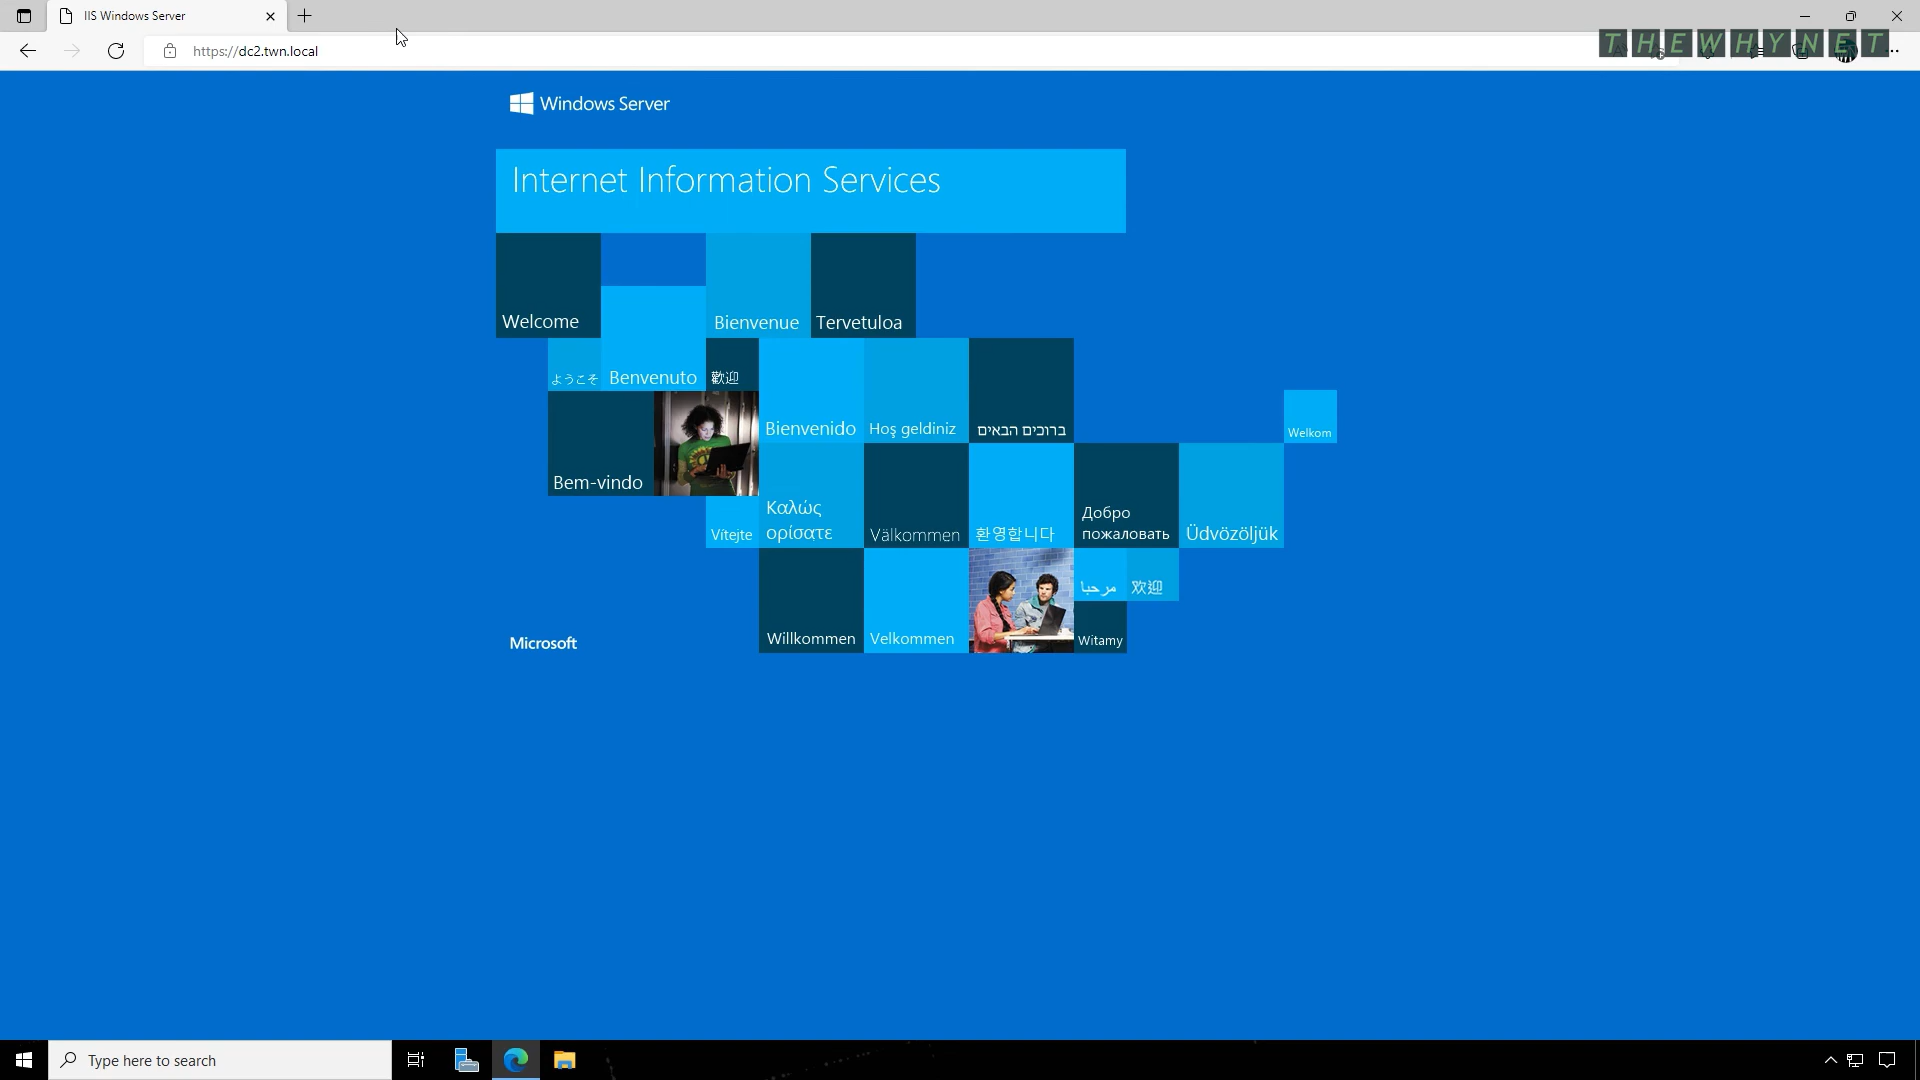 IIS Windows Server
https://dc2.twn.local
THEWHYNET
Windows Server
Internet Information Services
Welcome
Bienvenue
Tervetuloa
ようこそ
Benvenuto
歡迎
Bienvenido
Hoş geldiniz
ברוכים הבאים
Welkom
Bem-vindo
Vítejte
Καλώς
ορίσατε
Välkommen
환영합니다
Добро
пожаловать
Üdvözöljük
مرحبا
欢迎
Microsoft
Willkommen
Velkommen
Witamy
Type here to search